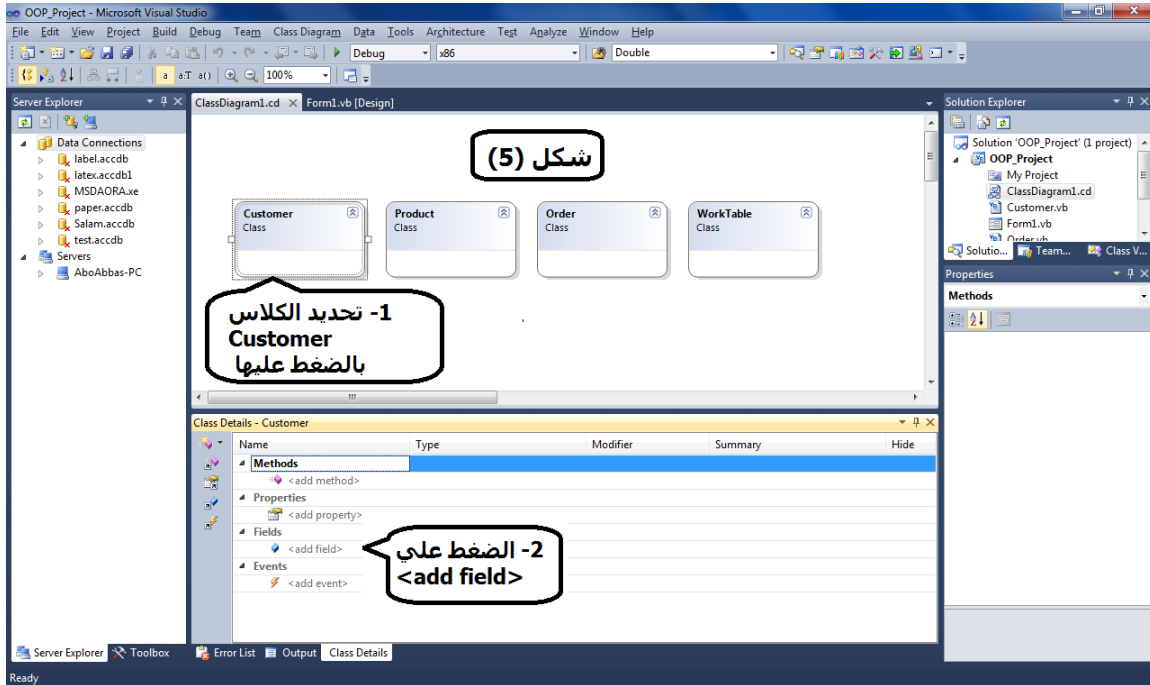 OOP_Project - Microsoft Visual Studio
File Edit View Project Build Debug Team Class Diagram Data Tools Architecture Test Analyze Window Help
Debug x86 Double
a a:T a() 100%
Server Explorer
Data Connections
label.accdb
latex.accdb1
MSDAORA.xe
paper.accdb
Salam.accdb
test.accdb
Servers
AboAbbas-PC
ClassDiagram1.cd Form1.vb [Design]
شكل (5)
Customer
Class
Product
Class
Order
Class
WorkTable
Class
1- تحديد الكلاس
Customer
بالضغط عليها
Class Details - Customer
Name Type Modifier Summary Hide
Methods
<add method>
Properties
<add property>
Fields
<add field>
Events
<add event>
2- الضغط علي
<add field>
Solution Explorer
Solution 'OOP_Project' (1 project)
OOP_Project
My Project
ClassDiagram1.cd
Customer.vb
Form1.vb
Order.vb
Solutio... Team... Class V...
Properties
Methods
Server Explorer Toolbox
Error List Output Class Details
Ready